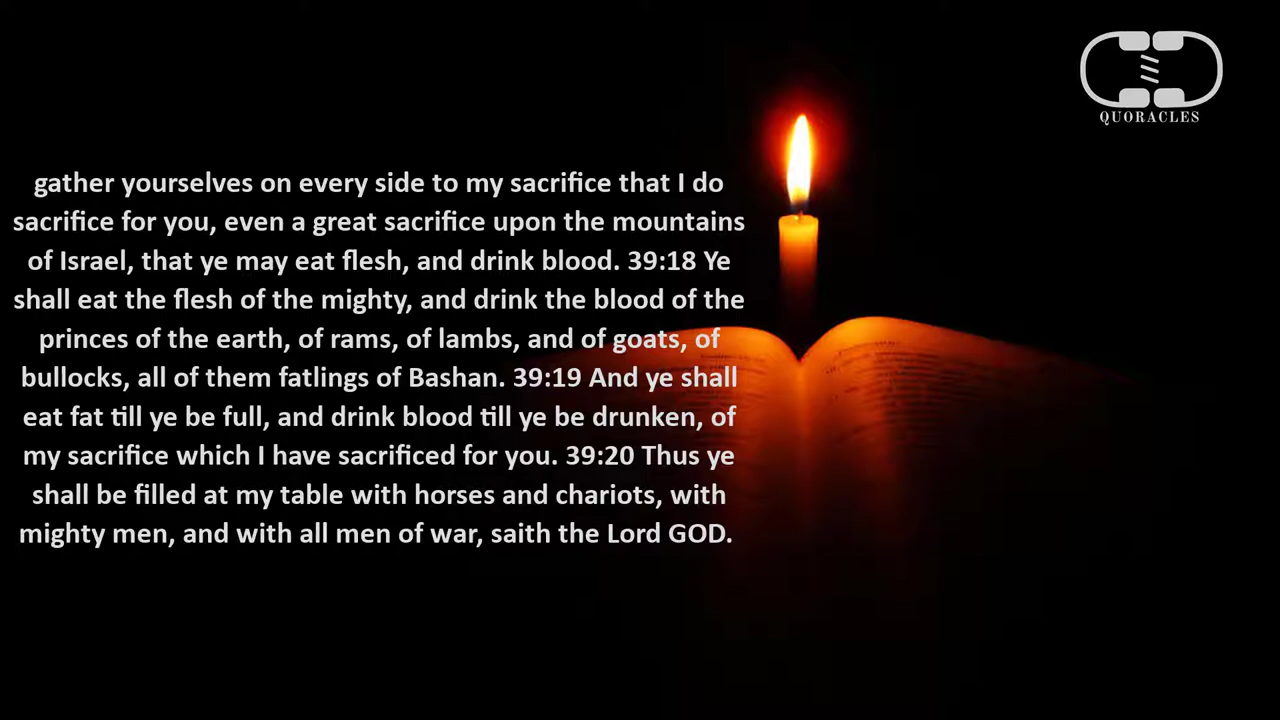 QUORACLES
gather yourselves on every side to my sacrifice that I do
sacrifice for you, even a great sacrifice upon the mountains
of Israel, that ye may eat flesh, and drink blood. 39:18 Ye
shall eat the flesh of the mighty, and drink the blood of the
princes of the earth, of rams, of lambs, and of goats, of
bullocks, all of them fatlings of Bashan. 39:19 And ye shall
eat fat till ye be full, and drink blood till ye be drunken, of
my sacrifice which I have sacrificed for you. 39:20 Thus ye
shall be filled at my table with horses and chariots, with
mighty men, and with all men of war, saith the Lord GOD.